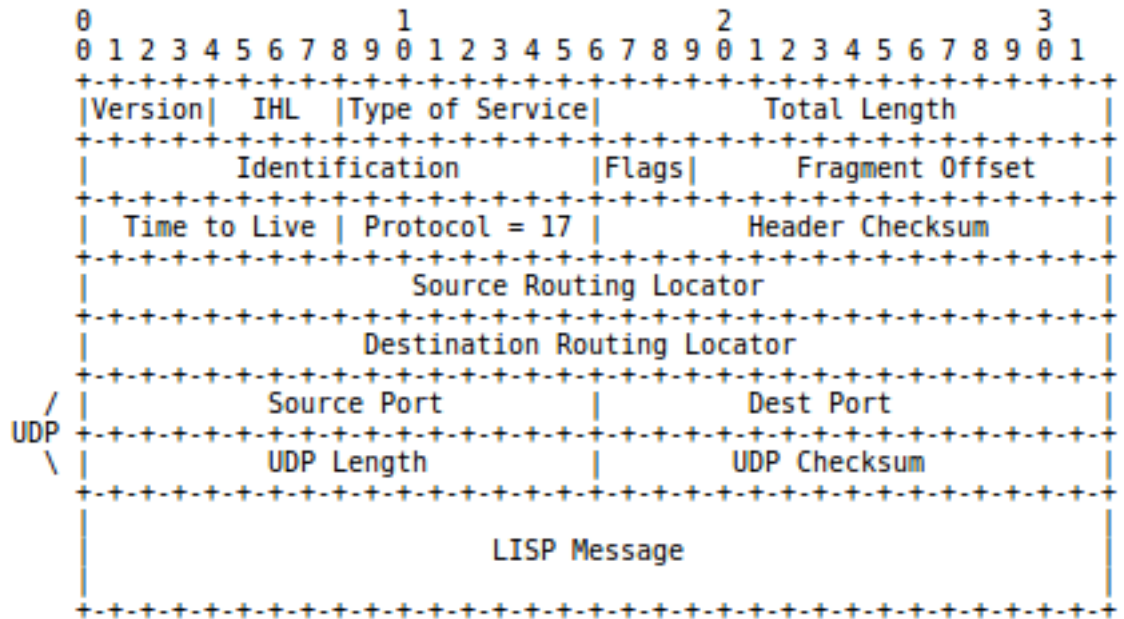 0                   1                   2                   3
 0 1 2 3 4 5 6 7 8 9 0 1 2 3 4 5 6 7 8 9 0 1 2 3 4 5 6 7 8 9 0 1
+-+-+-+-+-+-+-+-+-+-+-+-+-+-+-+-+-+-+-+-+-+-+-+-+-+-+-+-+-+-+-+-+
|Version|  IHL  |Type of Service|          Total Length         |
+-+-+-+-+-+-+-+-+-+-+-+-+-+-+-+-+-+-+-+-+-+-+-+-+-+-+-+-+-+-+-+-+
|         Identification        |Flags|      Fragment Offset    |
+-+-+-+-+-+-+-+-+-+-+-+-+-+-+-+-+-+-+-+-+-+-+-+-+-+-+-+-+-+-+-+-+
|  Time to Live | Protocol = 17 |         Header Checksum       |
+-+-+-+-+-+-+-+-+-+-+-+-+-+-+-+-+-+-+-+-+-+-+-+-+-+-+-+-+-+-+-+-+
|                    Source Routing Locator                     |
+-+-+-+-+-+-+-+-+-+-+-+-+-+-+-+-+-+-+-+-+-+-+-+-+-+-+-+-+-+-+-+-+
|                 Destination Routing Locator                   |
+-+-+-+-+-+-+-+-+-+-+-+-+-+-+-+-+-+-+-+-+-+-+-+-+-+-+-+-+-+-+-+-+
/ |           Source Port         |         Dest Port             |
UDP +-+-+-+-+-+-+-+-+-+-+-+-+-+-+-+-+-+-+-+-+-+-+-+-+-+-+-+-+-+-+-+-+
\ |           UDP Length          |        UDP Checksum           |
+-+-+-+-+-+-+-+-+-+-+-+-+-+-+-+-+-+-+-+-+-+-+-+-+-+-+-+-+-+-+-+-+
|                                                               |
|                         LISP Message                          |
|                                                               |
+-+-+-+-+-+-+-+-+-+-+-+-+-+-+-+-+-+-+-+-+-+-+-+-+-+-+-+-+-+-+-+-+